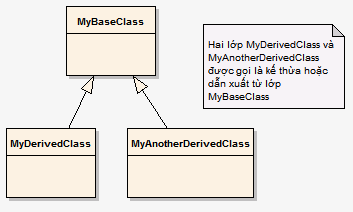 MyBaseClass
Hai lớp MyDerivedClass và
MyAnotherDerivedClass
được gọi là kế thừa hoặc
dẫn xuất từ lớp
MyBaseClass
MyDerivedClass
MyAnotherDerivedClass